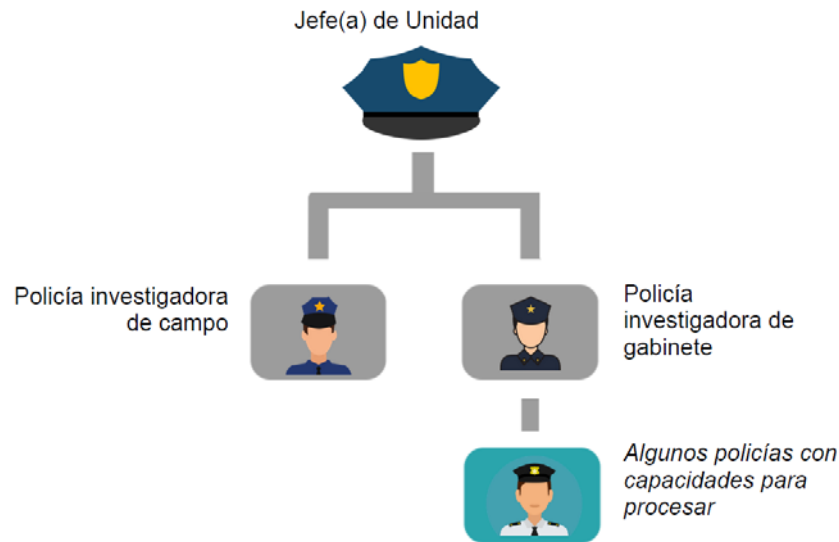 Jefe(a) de Unidad
Policía investigadora
de campo
Policía
investigadora de
gabinete
Algunos policías con
capacidades para
procesar